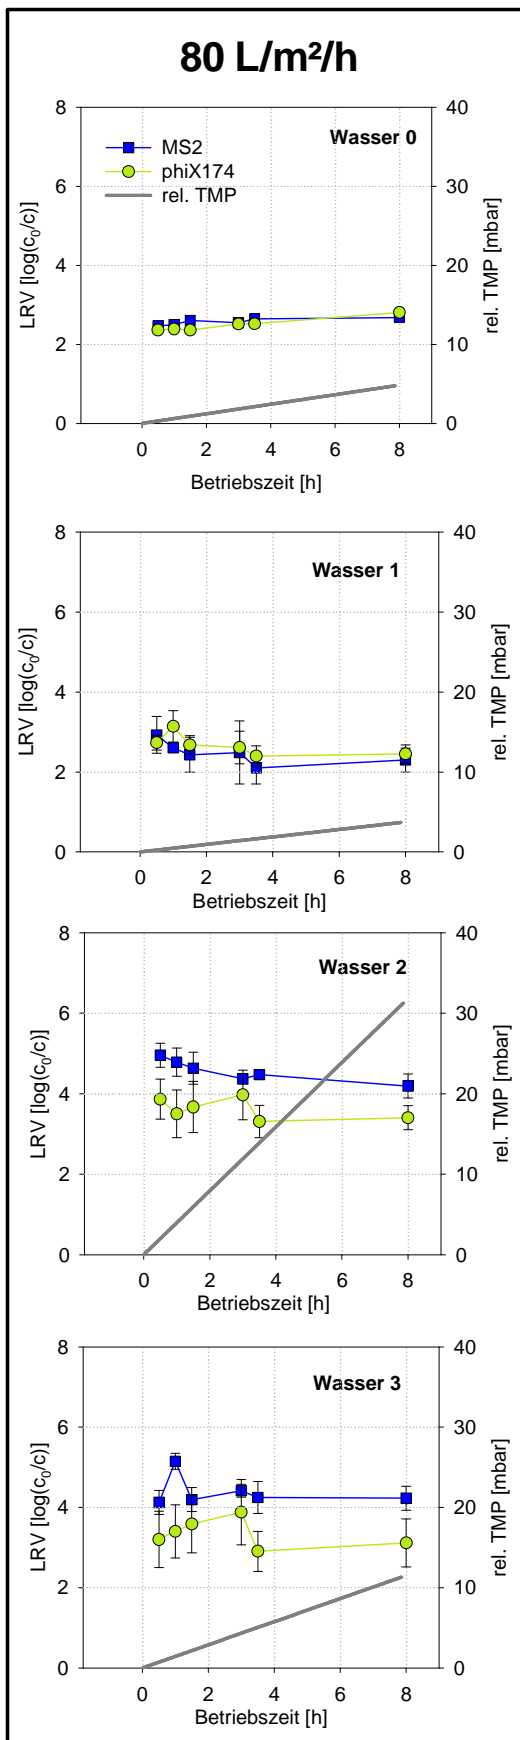 80 L/m²/h
8
6
4
2
0
LRV [log(c₀/c)]
Wasser 0
MS2
phiX174
rel. TMP
40
30
20
10
0
rel. TMP [mbar]
0 2 4 6 8
Betriebszeit [h]
8
6
4
2
0
LRV [log(c₀/c)]
Wasser 1
40
30
20
10
0
rel. TMP [mbar]
0 2 4 6 8
Betriebszeit [h]
8
6
4
2
0
LRV [log(c₀/c)]
Wasser 2
40
30
20
10
0
rel. TMP [mbar]
0 2 4 6 8
Betriebszeit [h]
8
6
4
2
0
LRV [log(c₀/c)]
Wasser 3
40
30
20
10
0
rel. TMP [mbar]
0 2 4 6 8
Betriebszeit [h]